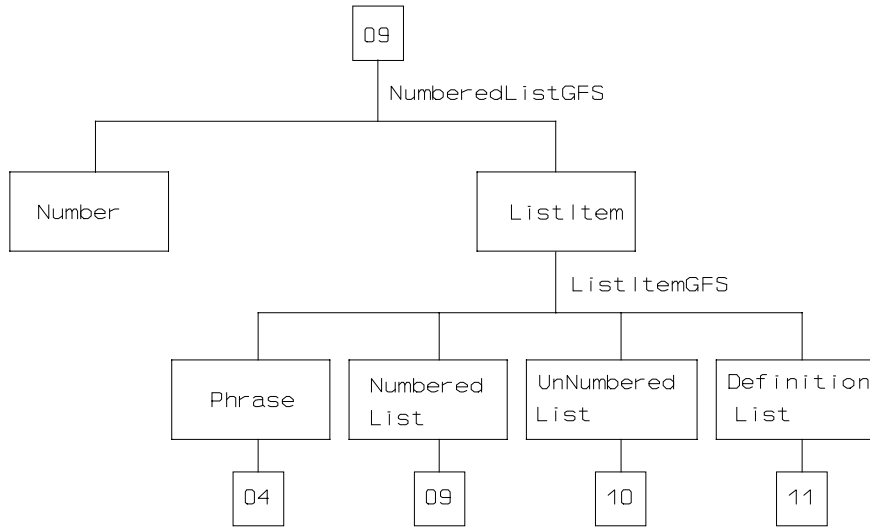 09
NumberedListGFS
Number
ListItem
ListItemGFS
Phrase
Numbered
List
UnNumbered
List
Definition
List
04
09
10
11